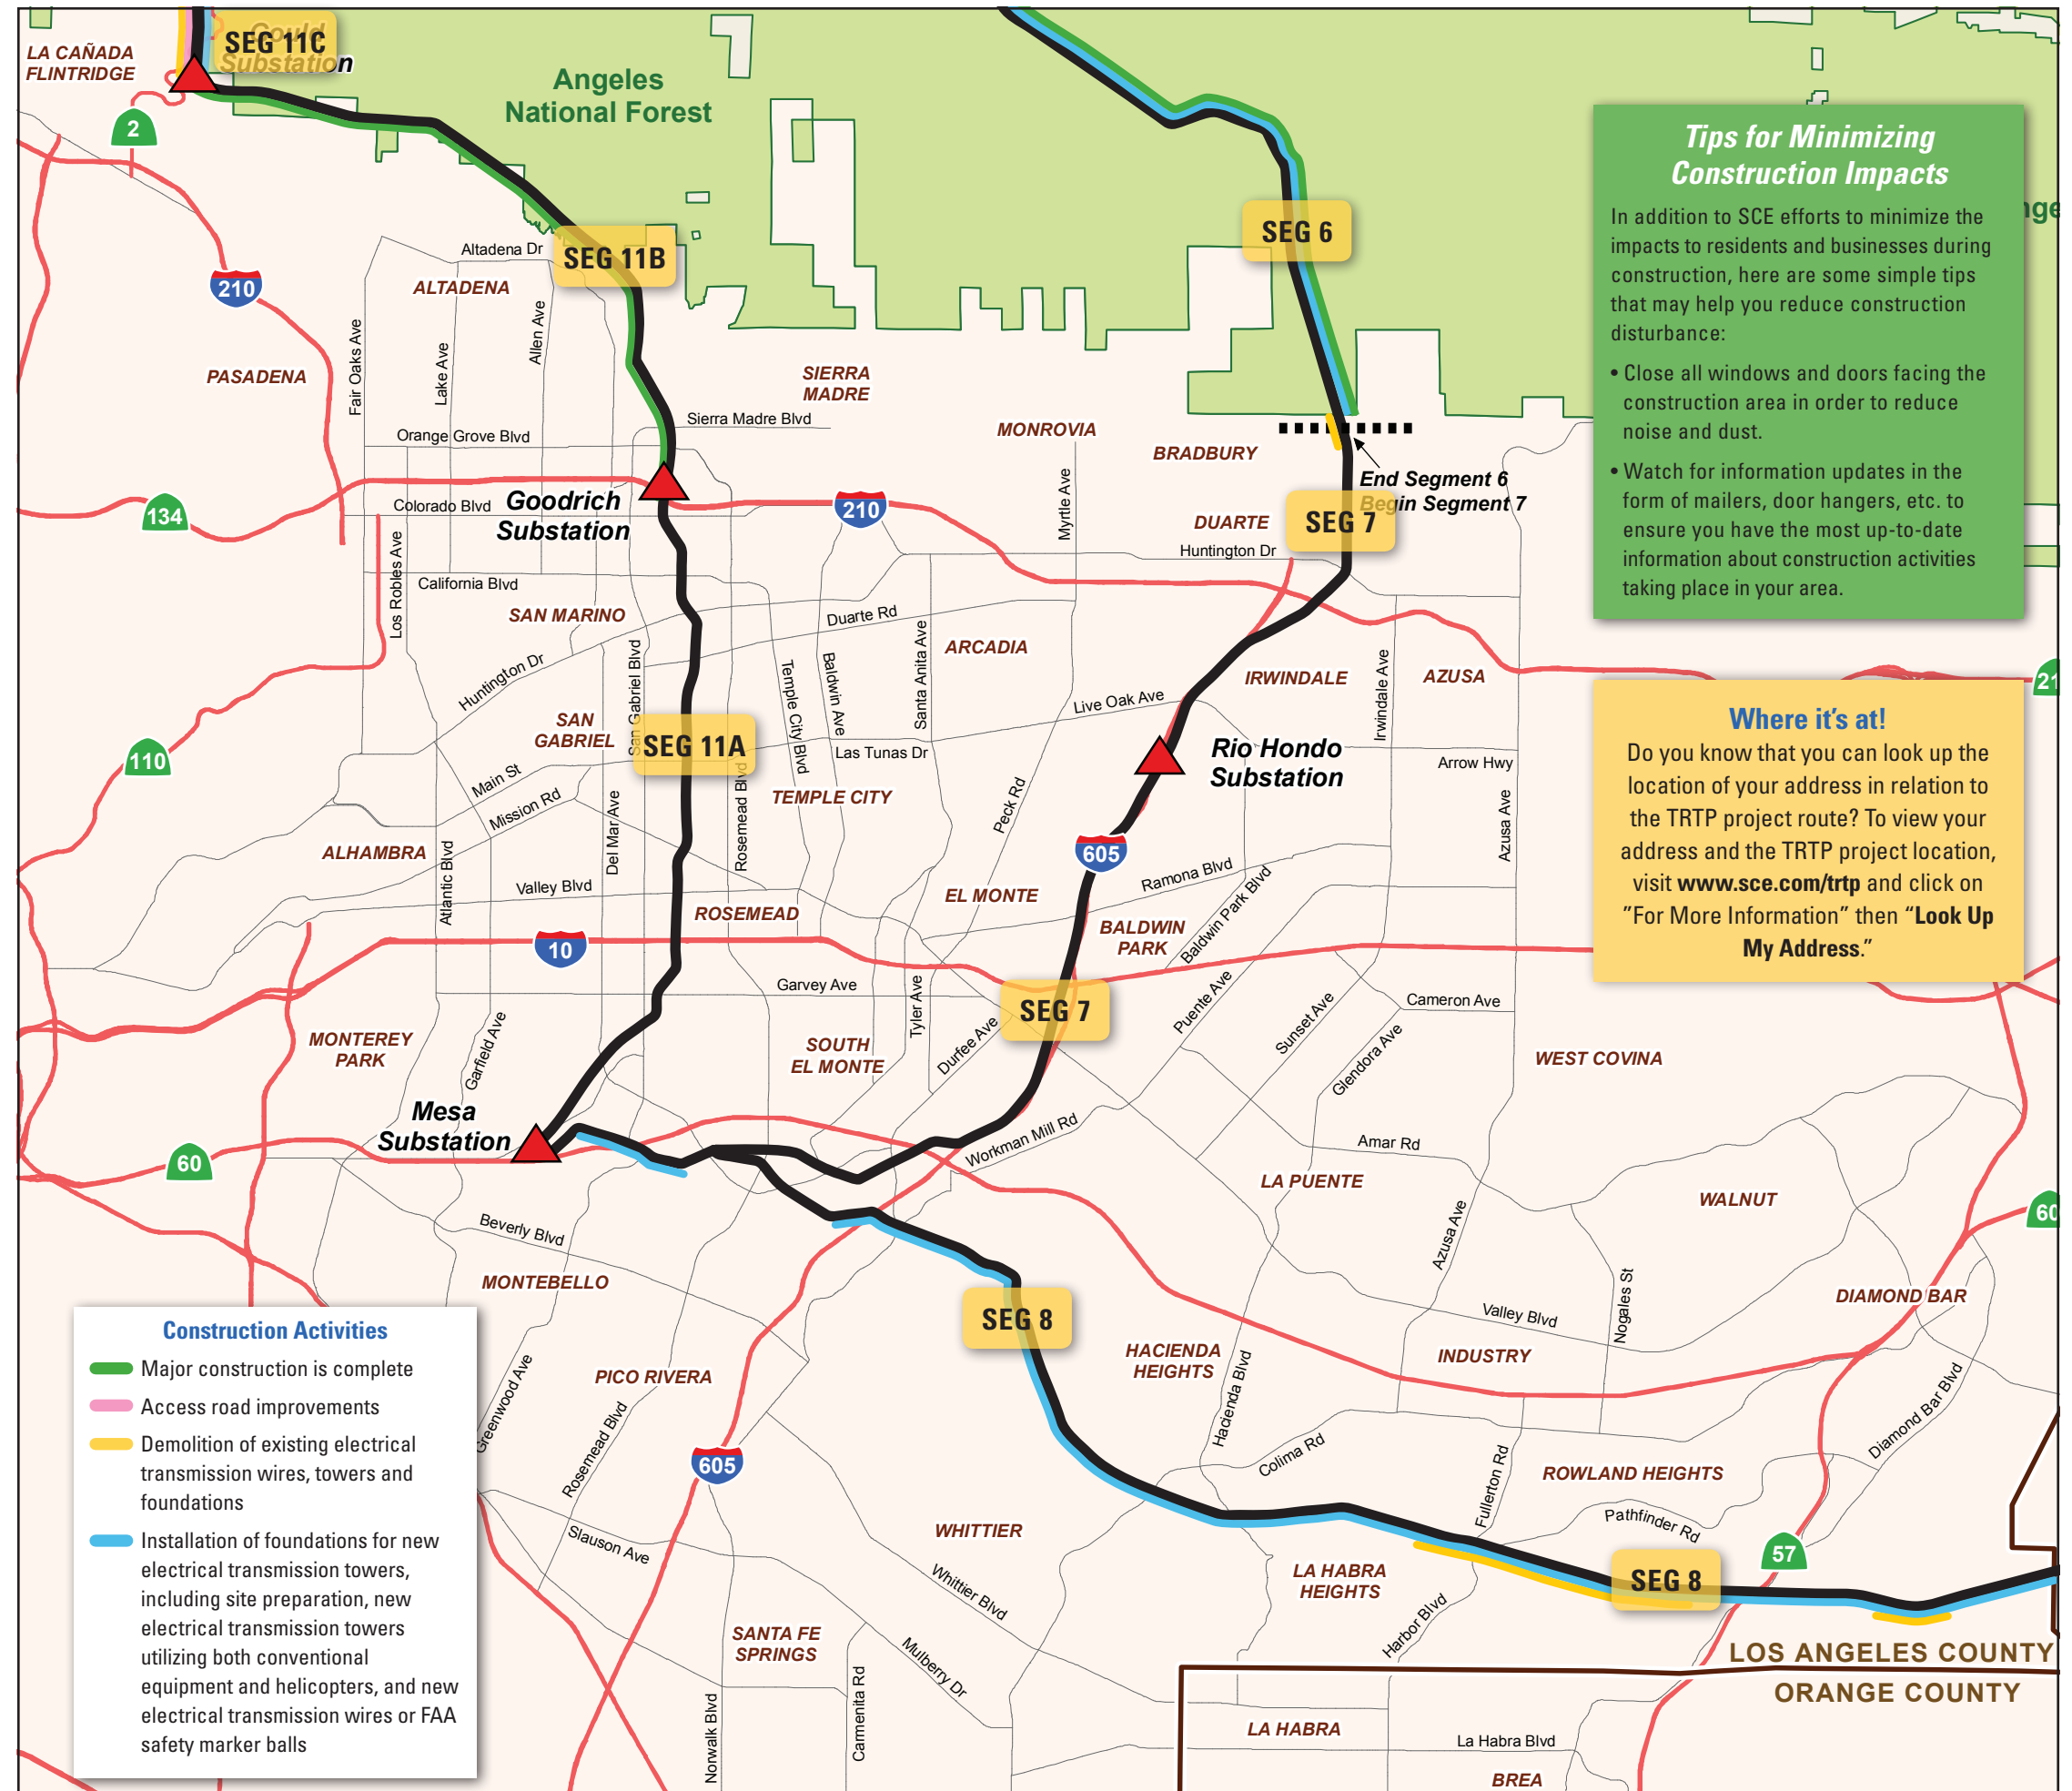 LA CAÑADA
FLINTRIDGE
SEG 11C
Gould
Substation
2
Angeles
National Forest
Tips for Minimizing
Construction Impacts
In addition to SCE efforts to minimize the
impacts to residents and businesses during
construction, here are some simple tips
that may help you reduce construction
disturbance:
• Close all windows and doors facing the
construction area in order to reduce
noise and dust.
• Watch for information updates in the
form of mailers, door hangers, etc. to
ensure you have the most up-to-date
information about construction activities
taking place in your area.
SEG 6
Altadena Dr
SEG 11B
ALTADENA
210
Fair Oaks Ave
Lake Ave
Allen Ave
PASADENA
SIERRA
MADRE
Sierra Madre Blvd
Orange Grove Blvd
MONROVIA
BRADBURY
End Segment 6
Begin Segment 7
134
Colorado Blvd
Goodrich
Substation
210
Myrtle Ave
DUARTE
SEG 7
Huntington Dr
Los Robles Ave
California Blvd
SAN MARINO
Duarte Rd
ARCADIA
Santa Anita Ave
Huntington Dr
San Gabriel Blvd
Temple City Blvd
Baldwin Ave
IRWINDALE
Irwindale Ave
AZUSA
21
Live Oak Ave
SAN
GABRIEL
SEG 11A
Las Tunas Dr
Rio Hondo
Substation
Arrow Hwy
110
Main St
Mission Rd
Del Mar Ave
Rosemead Blvd
TEMPLE CITY
Peck Rd
Azusa Ave
Where it's at!
Do you know that you can look up the
location of your address in relation to
the TRTP project route? To view your
address and the TRTP project location,
visit www.sce.com/trtp and click on
"For More Information" then "Look Up
My Address."
ALHAMBRA
Atlantic Blvd
605
Valley Blvd
Ramona Blvd
EL MONTE
ROSEMEAD
BALDWIN
PARK
Baldwin Park Blvd
10
Garvey Ave
Tyler Ave
SEG 7
Puente Ave
Sunset Ave
Cameron Ave
Glendora Ave
MONTEREY
PARK
Garfield Ave
SOUTH
EL MONTE
Durfee Ave
WEST COVINA
Mesa
Substation
60
Workman Mill Rd
Amar Rd
LA PUENTE
WALNUT
60
Beverly Blvd
Azusa Ave
MONTEBELLO
SEG 8
Valley Blvd
Nogales St
DIAMOND BAR
Construction Activities
Major construction is complete
Access road improvements
Demolition of existing electrical
transmission wires, towers and
foundations
Installation of foundations for new
electrical transmission towers,
including site preparation, new
electrical transmission towers
utilizing both conventional
equipment and helicopters, and new
electrical transmission wires or FAA
safety marker balls
HACIENDA
HEIGHTS
Hacienda Blvd
INDUSTRY
PICO RIVERA
Greenwood Ave
Rosemead Blvd
Diamond Bar Blvd
605
Colima Rd
Fullerton Rd
ROWLAND HEIGHTS
Pathfinder Rd
Slauson Ave
WHITTIER
57
Whittier Blvd
LA HABRA
HEIGHTS
SEG 8
Harbor Blvd
SANTA FE
SPRINGS
Mulberry Dr
LOS ANGELES COUNTY
ORANGE COUNTY
Norwalk Blvd
Carmenita Rd
LA HABRA
La Habra Blvd
BREA